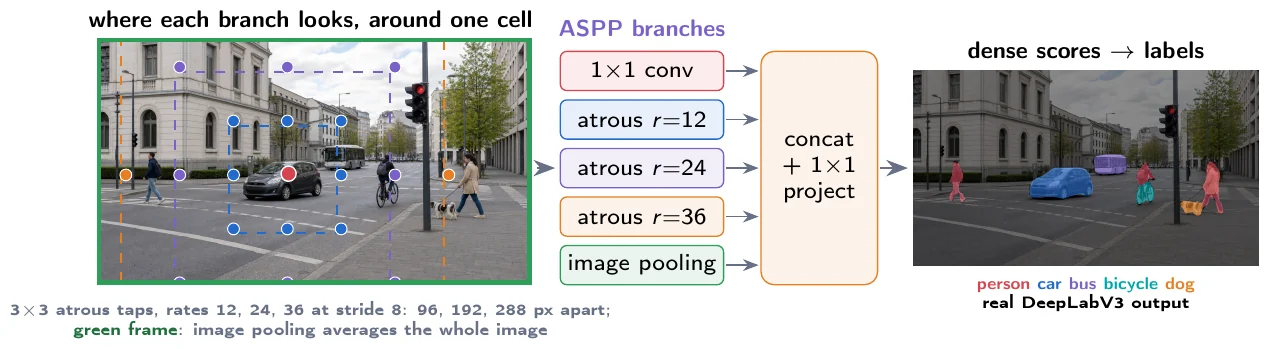 where each branch looks, around one cell
3×3 atrous taps, rates 12, 24, 36 at stride 8: 96, 192, 288 px apart;
green frame: image pooling averages the whole image
ASPP branches
1×1 conv
atrous r=12
atrous r=24
atrous r=36
image pooling
concat
+ 1×1
project
dense scores → labels
person car bus bicycle dog
real DeepLabV3 output